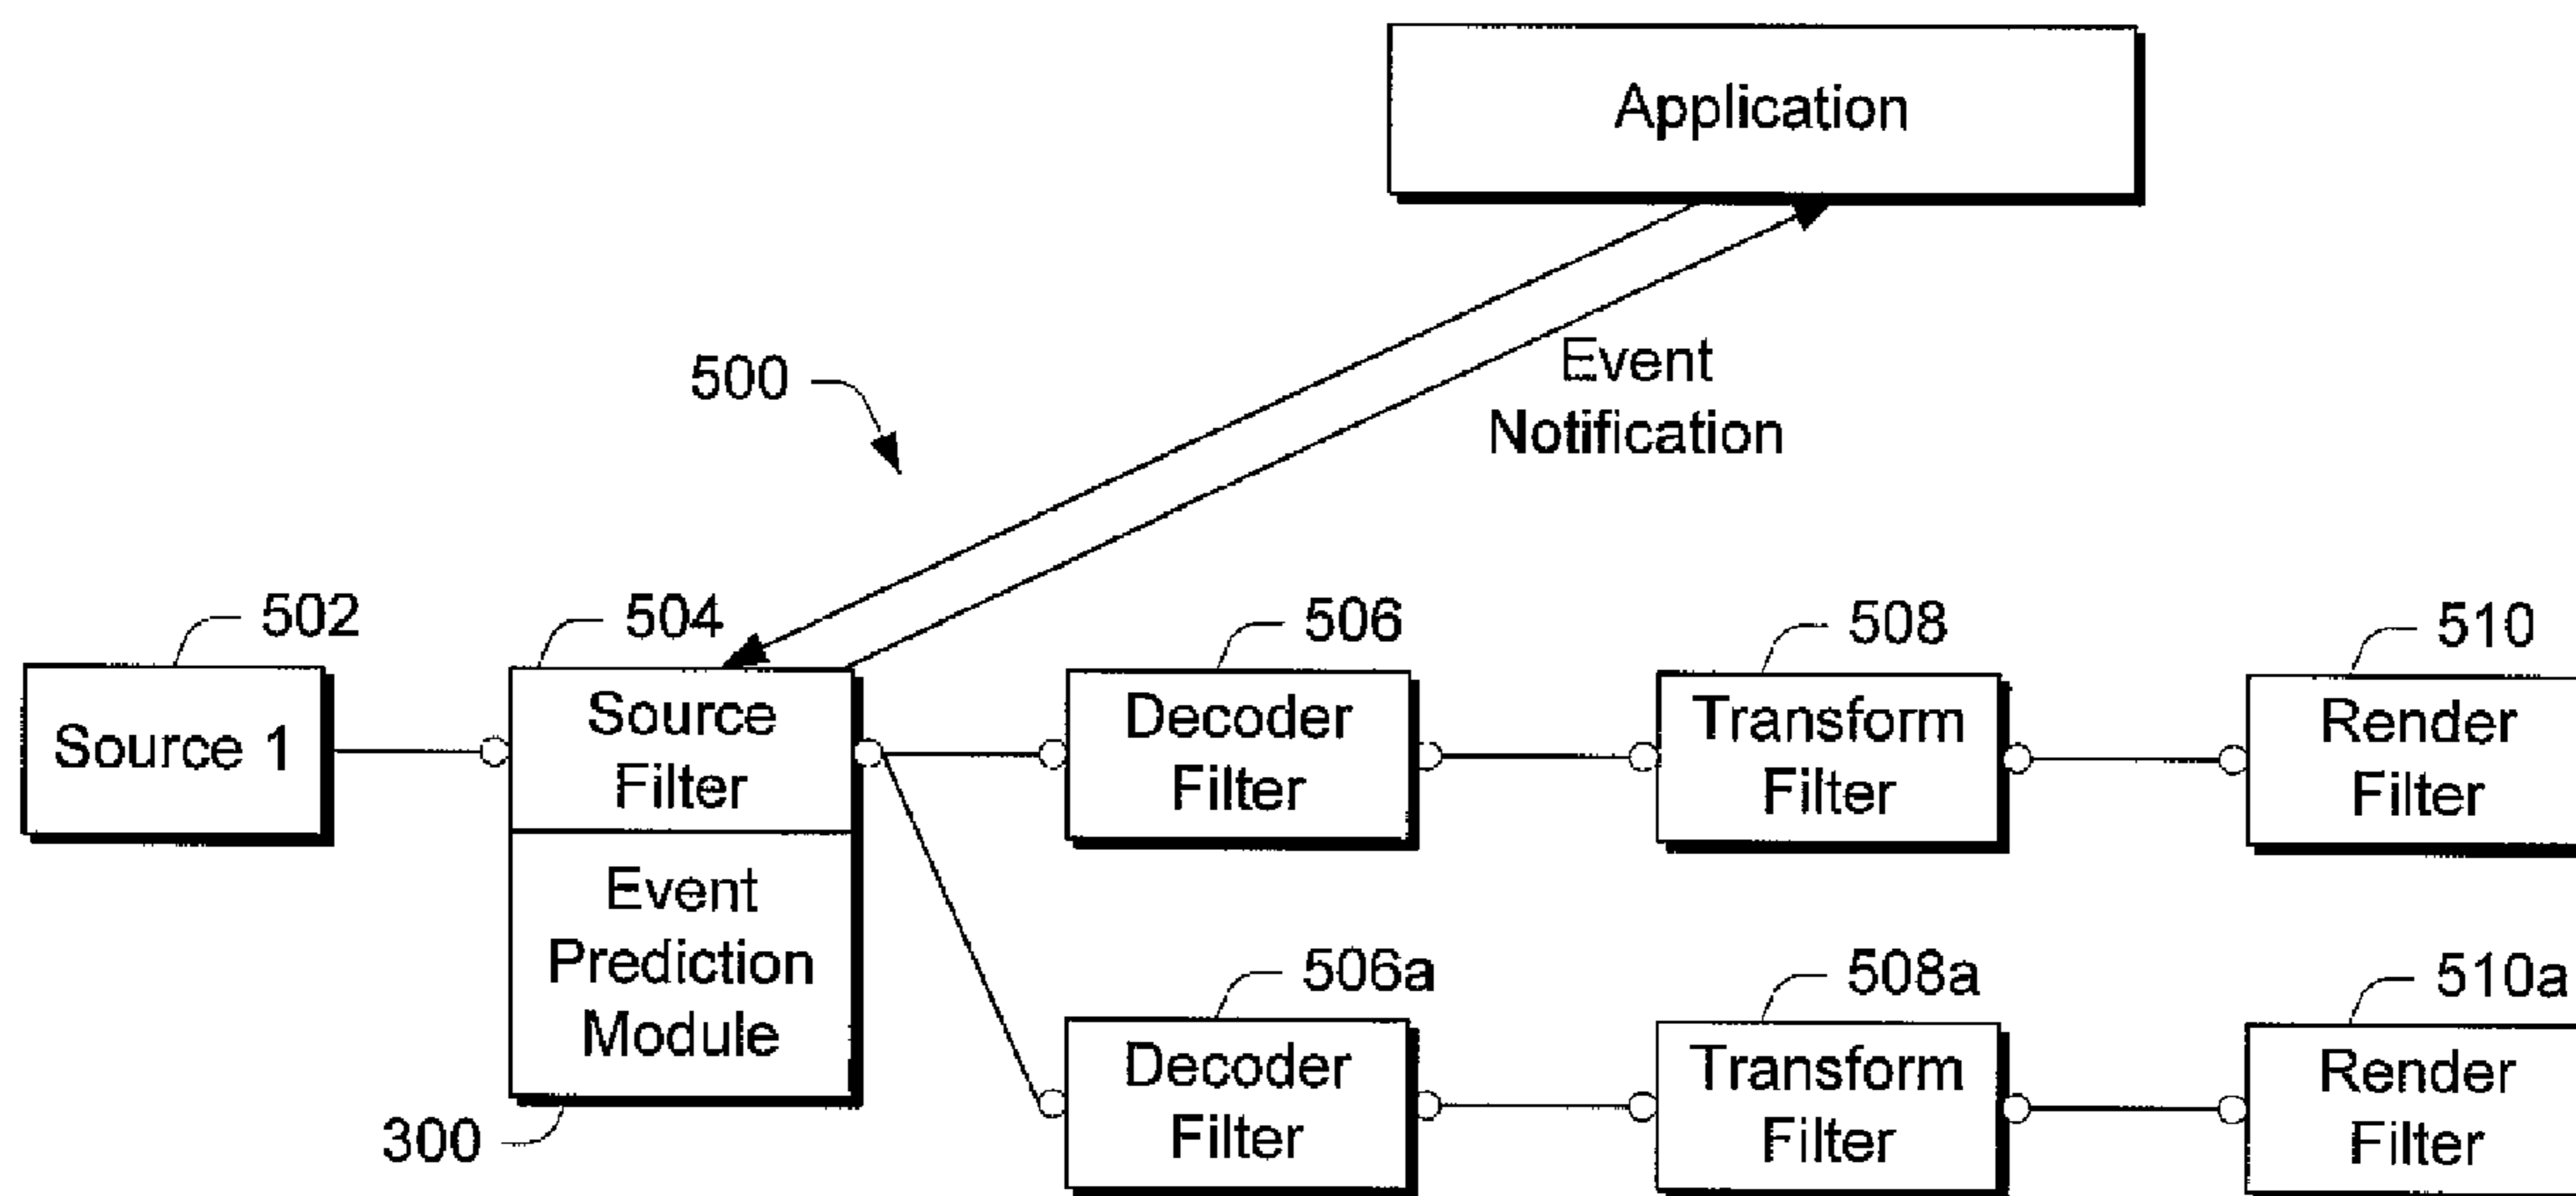 Application
500
Event
Notification
502
504
506
508
510
Source 1
Source
Filter
Decoder
Filter
Transform
Filter
Render
Filter
Event
Prediction
Module
300
506a
508a
510a
Decoder
Filter
Transform
Filter
Render
Filter